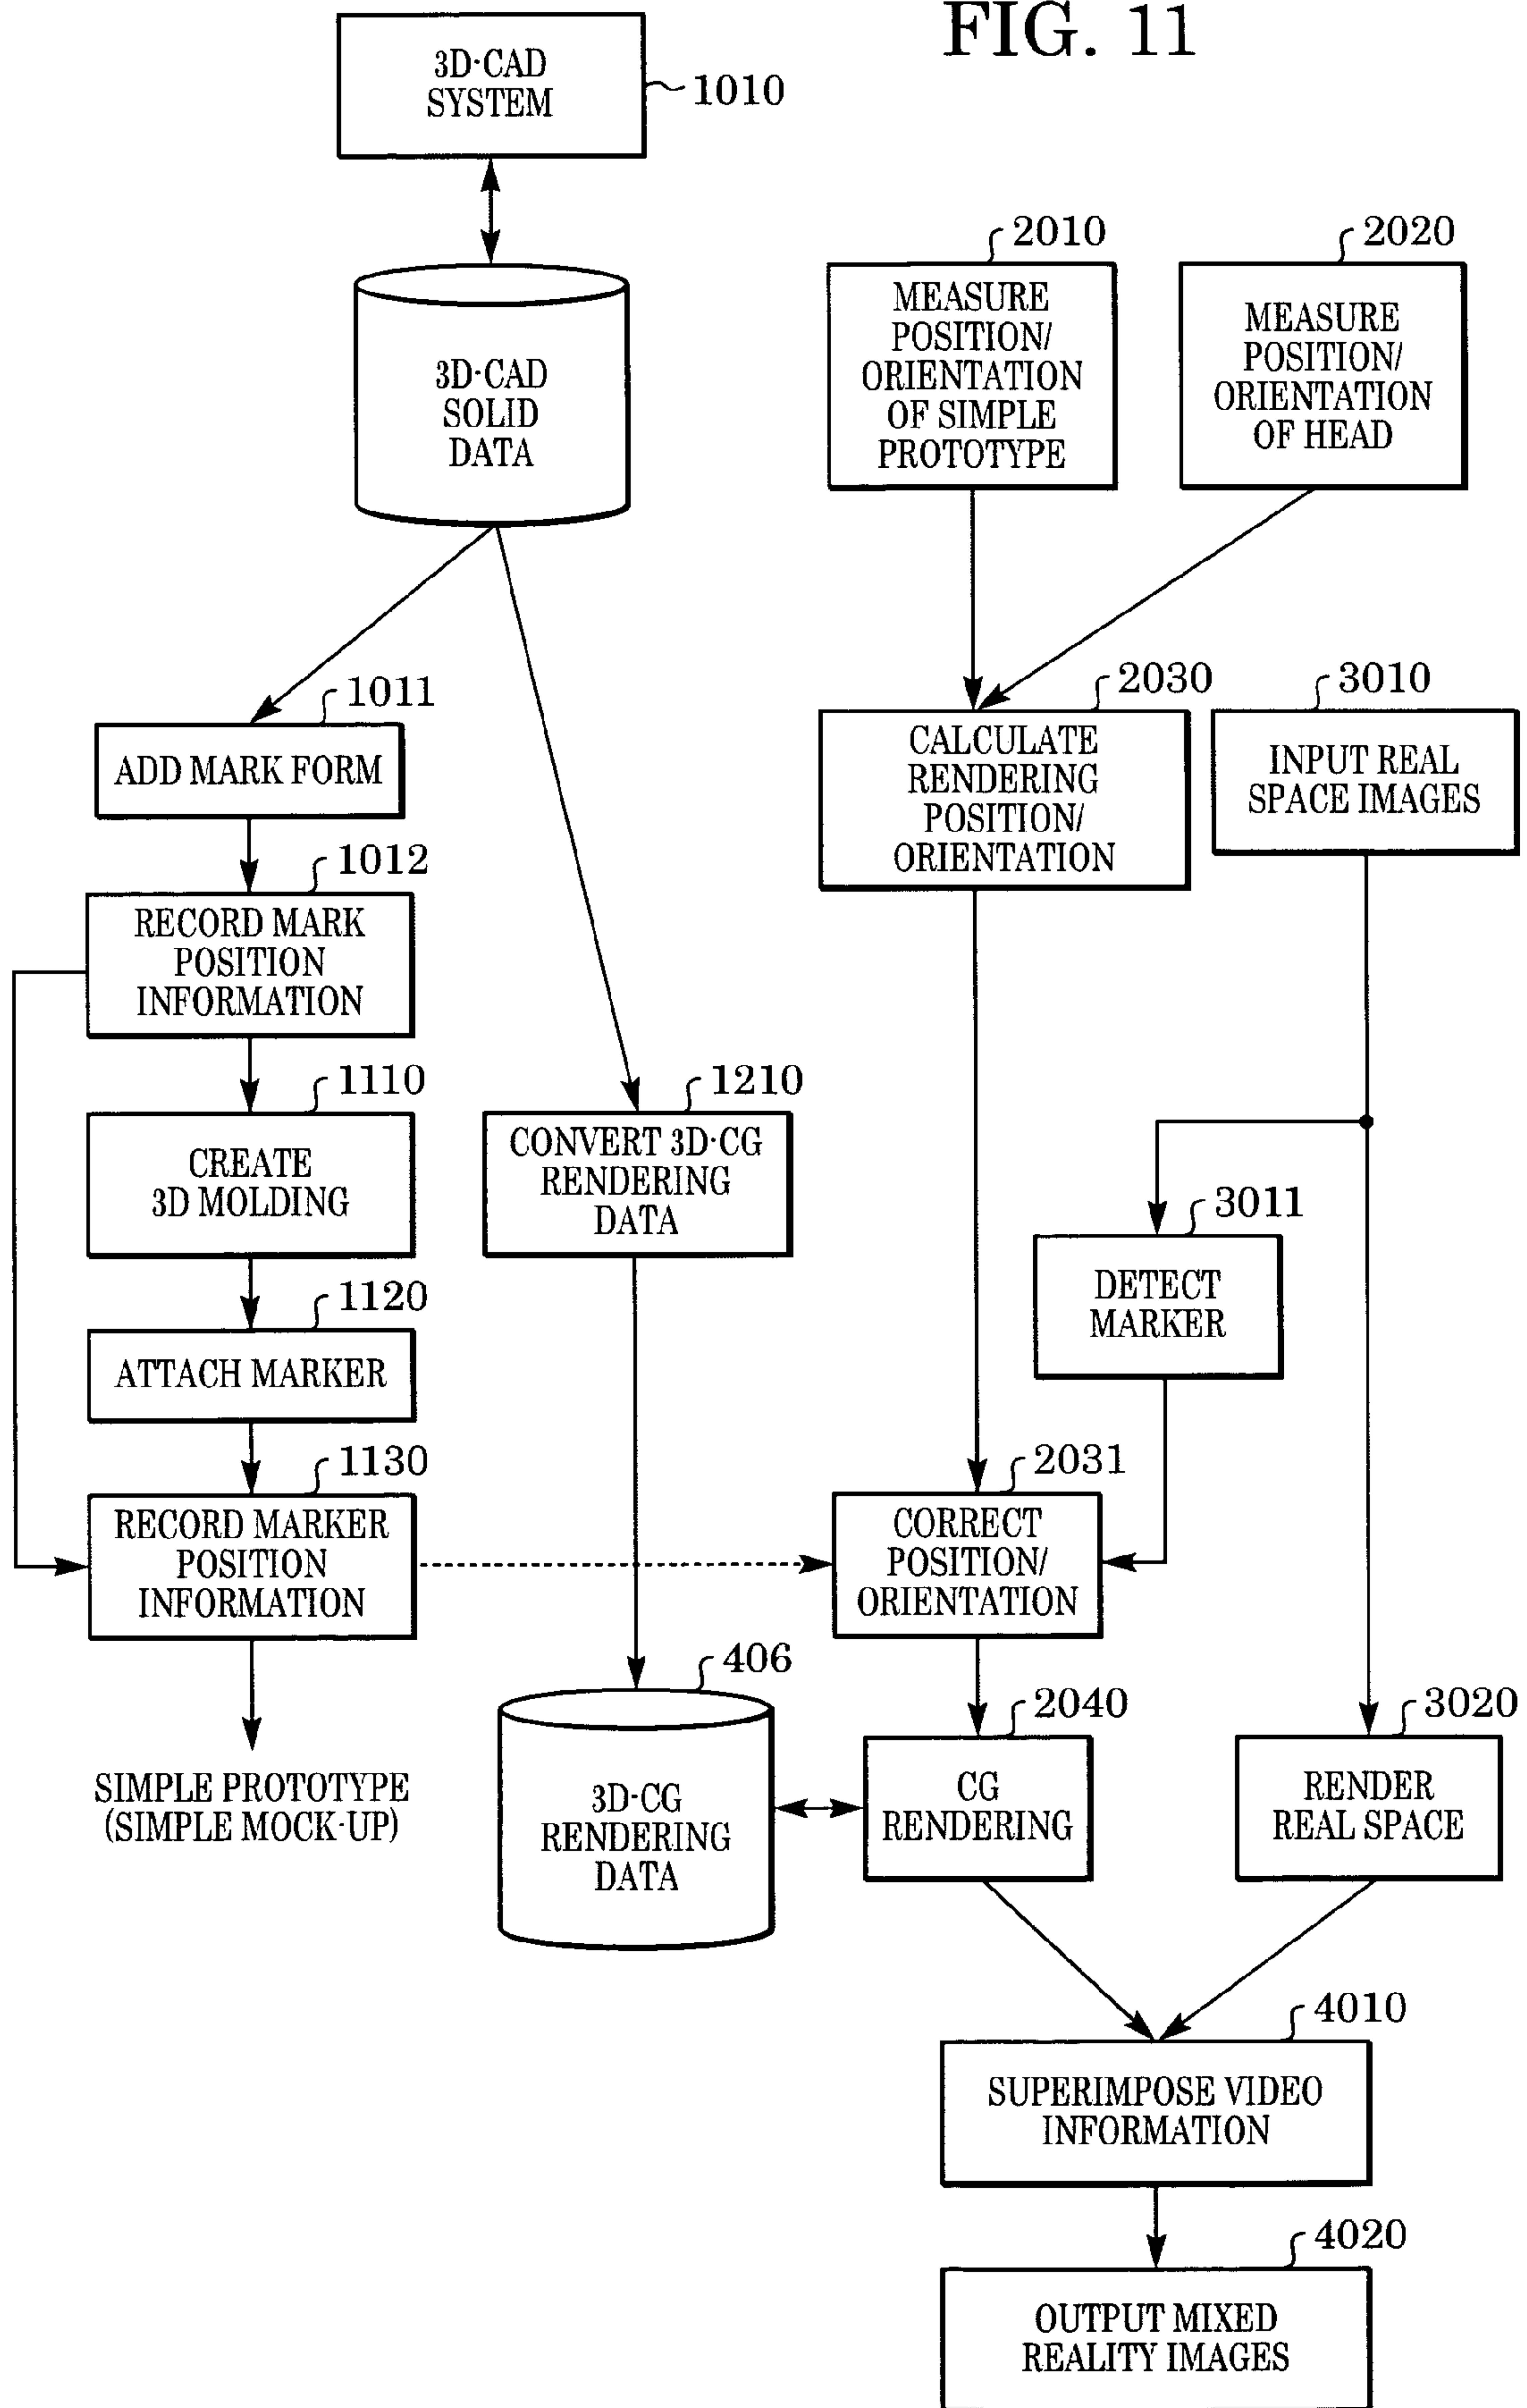 FIG. 11
3D·CAD
SYSTEM
1010
3D·CAD
SOLID
DATA
2010
MEASURE
POSITION/
ORIENTATION
OF SIMPLE
PROTOTYPE
2020
MEASURE
POSITION/
ORIENTATION
OF HEAD
1011
ADD MARK FORM
1012
RECORD MARK
POSITION
INFORMATION
1110
CREATE
3D MOLDING
1120
ATTACH MARKER
1130
RECORD MARKER
POSITION
INFORMATION
SIMPLE PROTOTYPE
(SIMPLE MOCK-UP)
1210
CONVERT 3D·CG
RENDERING
DATA
406
3D-CG
RENDERING
DATA
2030
CALCULATE
RENDERING
POSITION/
ORIENTATION
3010
INPUT REAL
SPACE IMAGES
3011
DETECT
MARKER
2031
CORRECT
POSITION/
ORIENTATION
2040
CG
RENDERING
3020
RENDER
REAL SPACE
4010
SUPERIMPOSE VIDEO
INFORMATION
4020
OUTPUT MIXED
REALITY IMAGES